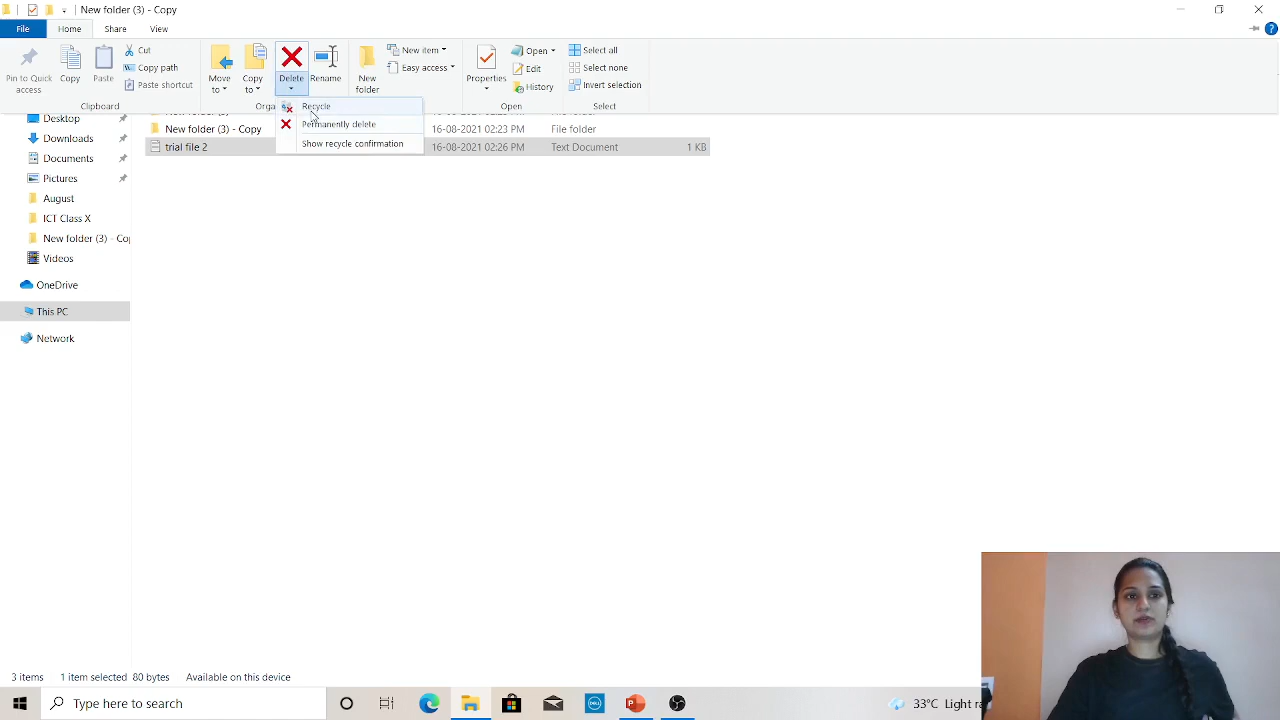 New folder (3) - Copy
File Home Share View
Pin to Quick access
Copy
Paste
Cut
Copy path
Paste shortcut
Clipboard
Move to
Copy to
Delete
Rename
Orga
New folder
New item
Easy access
Properties
Open
Edit
History
Open
Select all
Select none
Invert selection
Select
Recycle
Permanently delete
Show recycle confirmation
Desktop
Downloads
Documents
Pictures
August
ICT Class X
New folder (3) - Co
Videos
OneDrive
This PC
Network
New folder (3) - Copy 16-08-2021 02:23 PM File folder
trial file 2 16-08-2021 02:26 PM Text Document 1 KB
3 items 1 item selected 80 bytes Available on this device
Type here to search
DELL
33°C Light ra